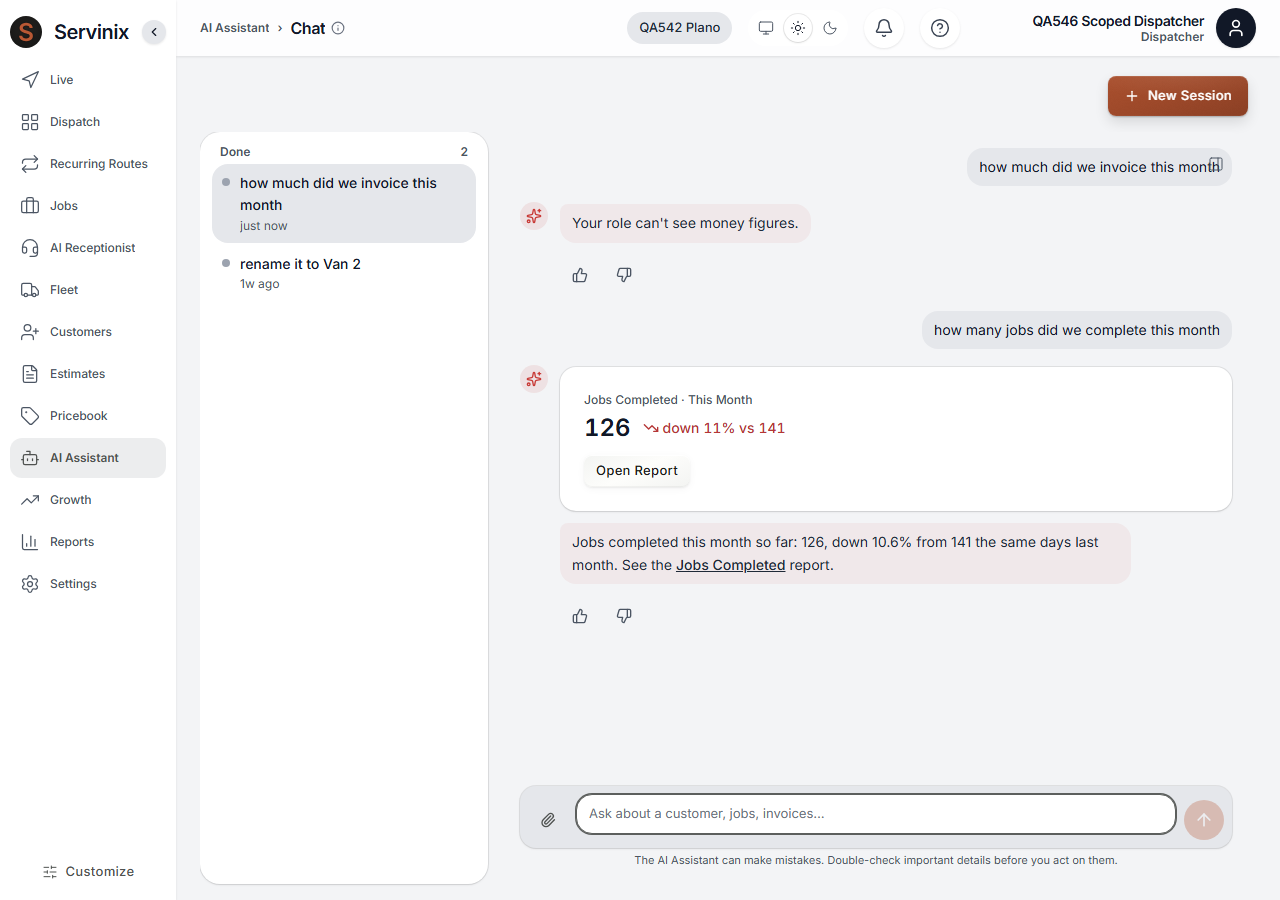 S
Servinix
Live
Dispatch
Recurring Routes
Jobs
AI Receptionist
Fleet
Customers
Estimates
Pricebook
AI Assistant
Growth
Reports
Settings
Customize
AI Assistant › Chat
QA542 Plano
QA546 Scoped Dispatcher
Dispatcher
+ New Session
Done 2
how much did we invoice this
month
just now
rename it to Van 2
1w ago
how much did we invoice this month
Your role can't see money figures.
how many jobs did we complete this month
Jobs Completed · This Month
126 down 11% vs 141
Open Report
Jobs completed this month so far: 126, down 10.6% from 141 the same days last
month. See the Jobs Completed report.
Ask about a customer, jobs, invoices...
The AI Assistant can make mistakes. Double-check important details before you act on them.